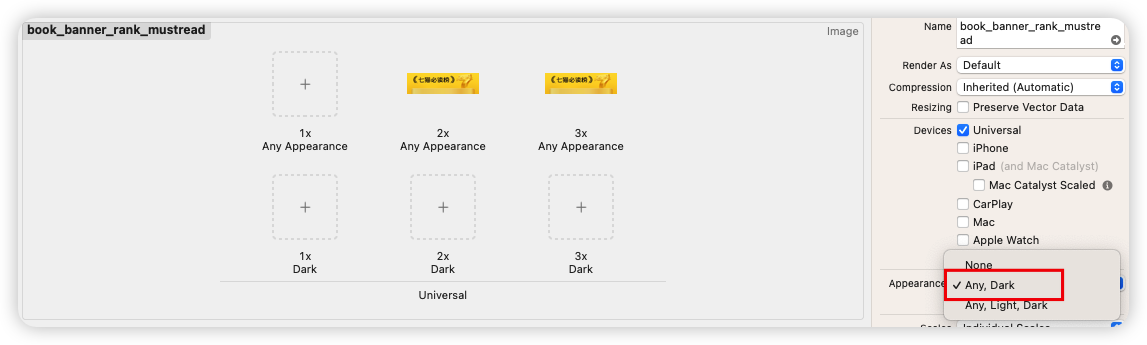 book_banner_rank_mustread
Image
《七猫必读榜》
《七猫必读榜》
1x
Any Appearance
2x
Any Appearance
3x
Any Appearance
1x
Dark
2x
Dark
3x
Dark
Universal
Name
book_banner_rank_mustre
ad
Render As
Default
Compression
Inherited (Automatic)
Resizing
Preserve Vector Data
Devices
Universal
iPhone
iPad (and Mac Catalyst)
Mac Catalyst Scaled
CarPlay
Mac
Apple Watch
None
Appearance
Any, Dark
Any, Light, Dark
Scales
Individual Scales